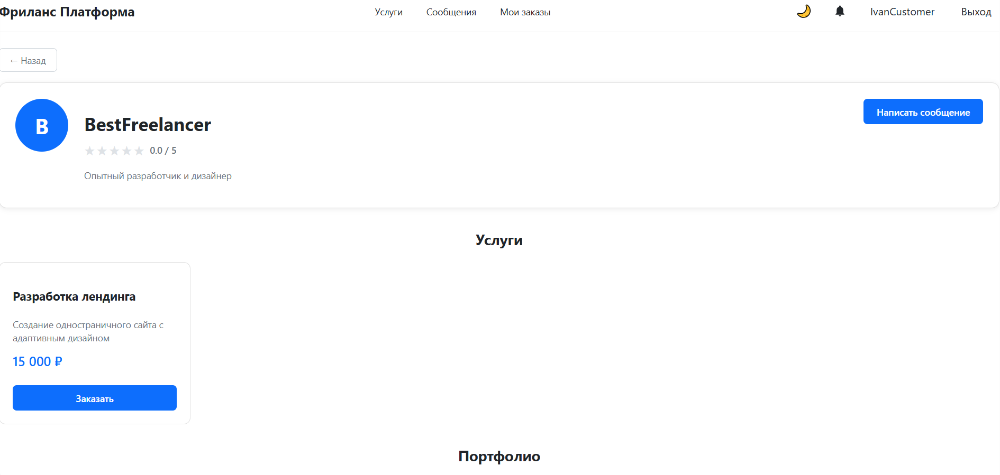 Фриланс Платформа
Услуги
Сообщения
Мои заказы
IvanCustomer
Выход
← Назад
B
BestFreelancer
★★★★★ 0.0 / 5
Опытный разработчик и дизайнер
Написать сообщение
Услуги
Разработка лендинга
Создание одностраничного сайта с
адаптивным дизайном
15 000 ₽
Заказать
Портфолио